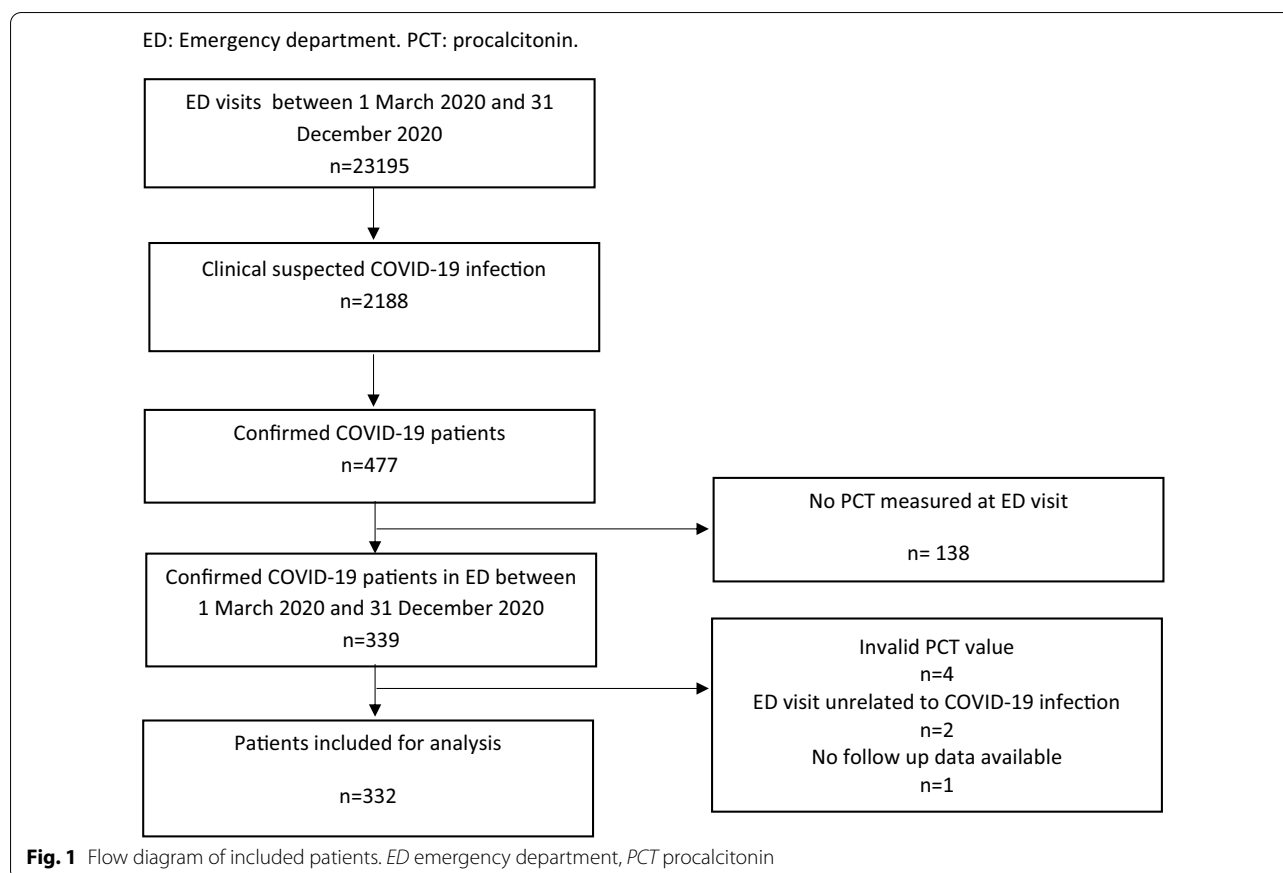 ED: Emergency department. PCT: procalcitonin.
ED visits between 1 March 2020 and 31
December 2020
n=23195
Clinical suspected COVID-19 infection
n=2188
Confirmed COVID-19 patients
n=477
No PCT measured at ED visit
n= 138
Confirmed COVID-19 patients in ED between
1 March 2020 and 31 December 2020
n=339
Invalid PCT value
n=4
ED visit unrelated to COVID-19 infection
n=2
No follow up data available
n=1
Patients included for analysis
n=332
Fig. 1 Flow diagram of included patients. ED emergency department, PCT procalcitonin